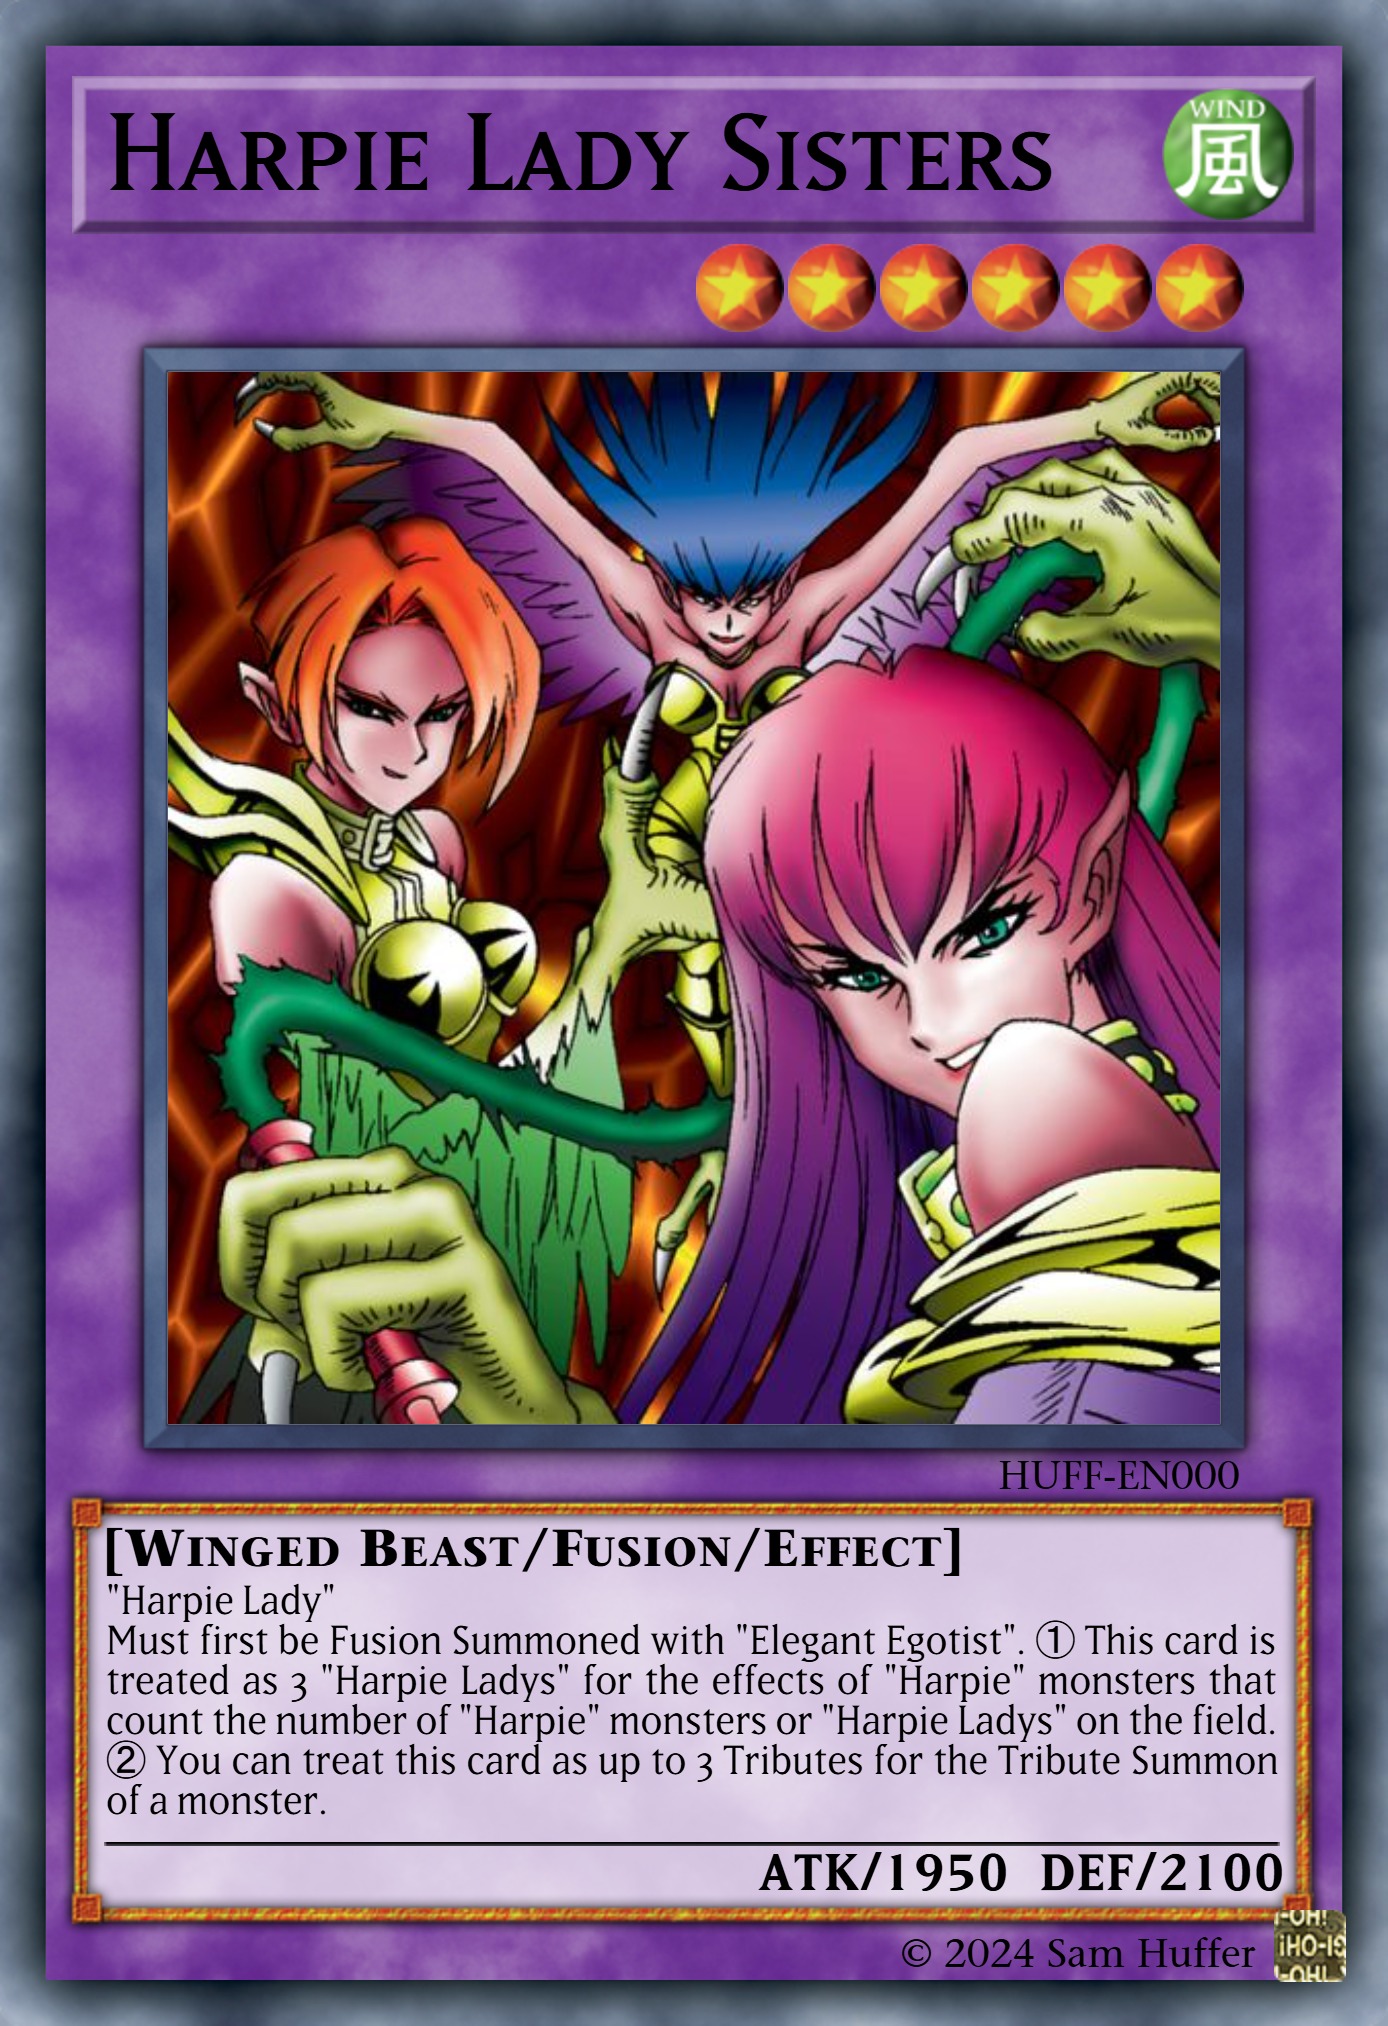 HARPIE LADY SISTERS
WIND
風
HUFF-EN000
[WINGED BEAST/FUSION/EFFECT]
"Harpie Lady"
Must first be Fusion Summoned with "Elegant Egotist". ① This card is
treated as 3 "Harpie Ladys" for the effects of "Harpie" monsters that
count the number of "Harpie" monsters or "Harpie Ladys" on the field.
② You can treat this card as up to 3 Tributes for the Tribute Summon
of a monster.
ATK/1950 DEF/2100
© 2024 Sam Huffer
-OH!